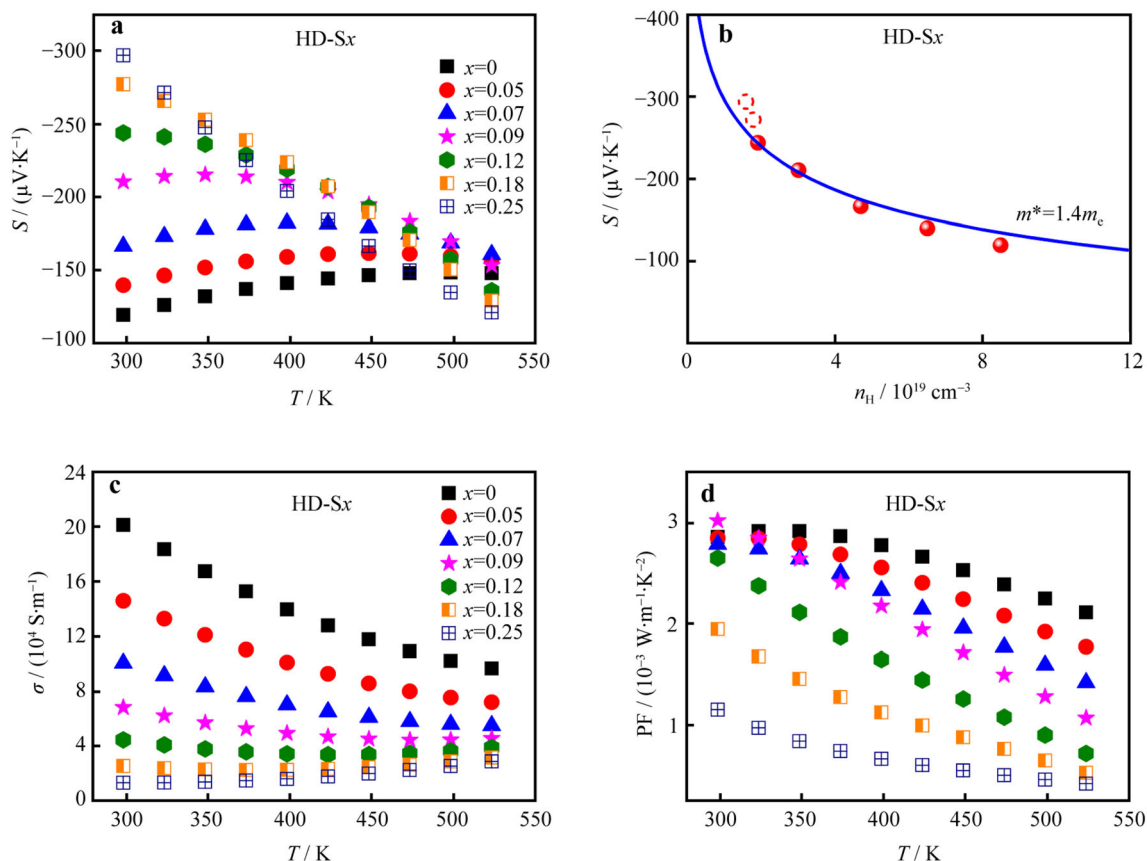 a
HD-Sx
x=0
x=0.05
x=0.07
x=0.09
x=0.12
x=0.18
x=0.25
−300
−250
−200
−150
−100
S / (μV·K⁻¹)
300 350 400 450 500 550
T / K
b
HD-Sx
−400
−300
−200
−100
S / (μV·K⁻¹)
m*=1.4mₑ
0 4 8 12
n_H / 10¹⁹ cm⁻³
c
HD-Sx
x=0
x=0.05
x=0.07
x=0.09
x=0.12
x=0.18
x=0.25
24
20
16
12
8
4
0
σ / (10⁴ S·m⁻¹)
300 350 400 450 500 550
T / K
d
HD-Sx
3
2
1
PF / (10⁻³ W·m⁻¹·K⁻²)
300 350 400 450 500 550
T / K